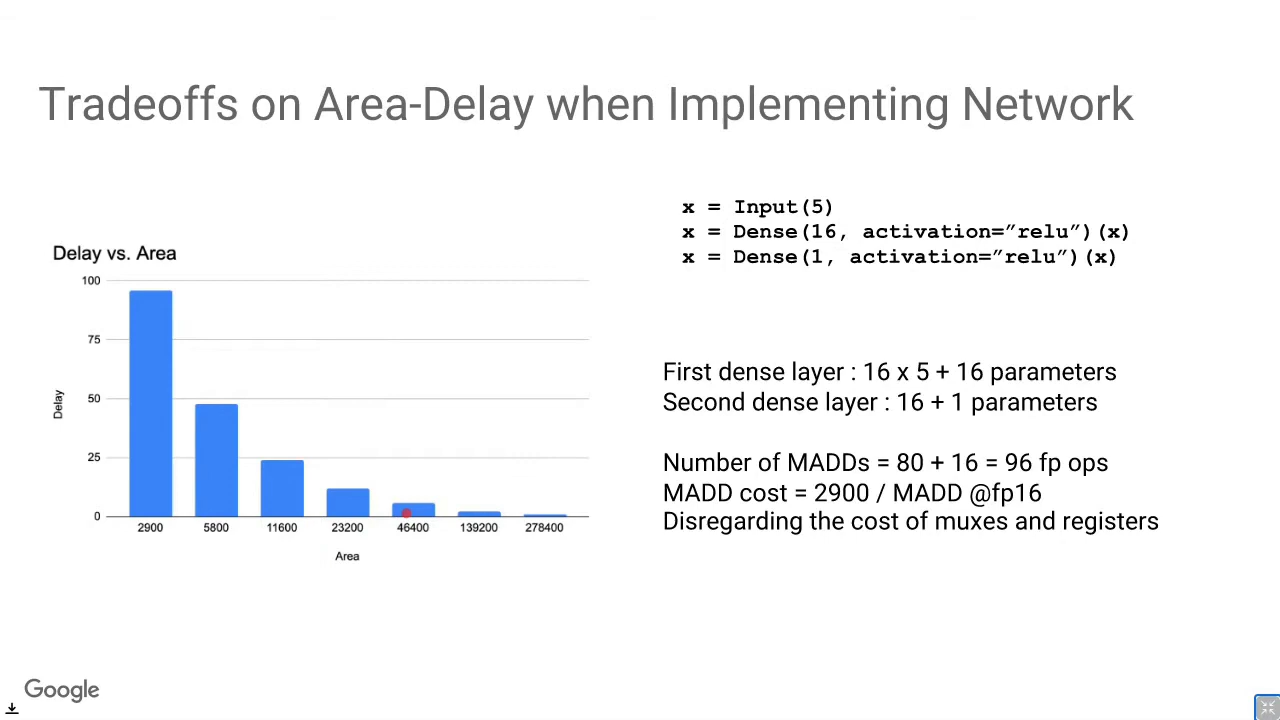 Tradeoffs on Area-Delay when Implementing Network
x = Input(5)
x = Dense(16, activation=”relu”)(x)
x = Dense(1, activation=”relu”)(x)
Delay vs. Area
100
75
50
25
0
Delay
2900 5800 11600 23200 46400 139200 278400
Area
First dense layer : 16 x 5 + 16 parameters
Second dense layer : 16 + 1 parameters
Number of MADDs = 80 + 16 = 96 fp ops
MADD cost = 2900 / MADD @fp16
Disregarding the cost of muxes and registers
Google